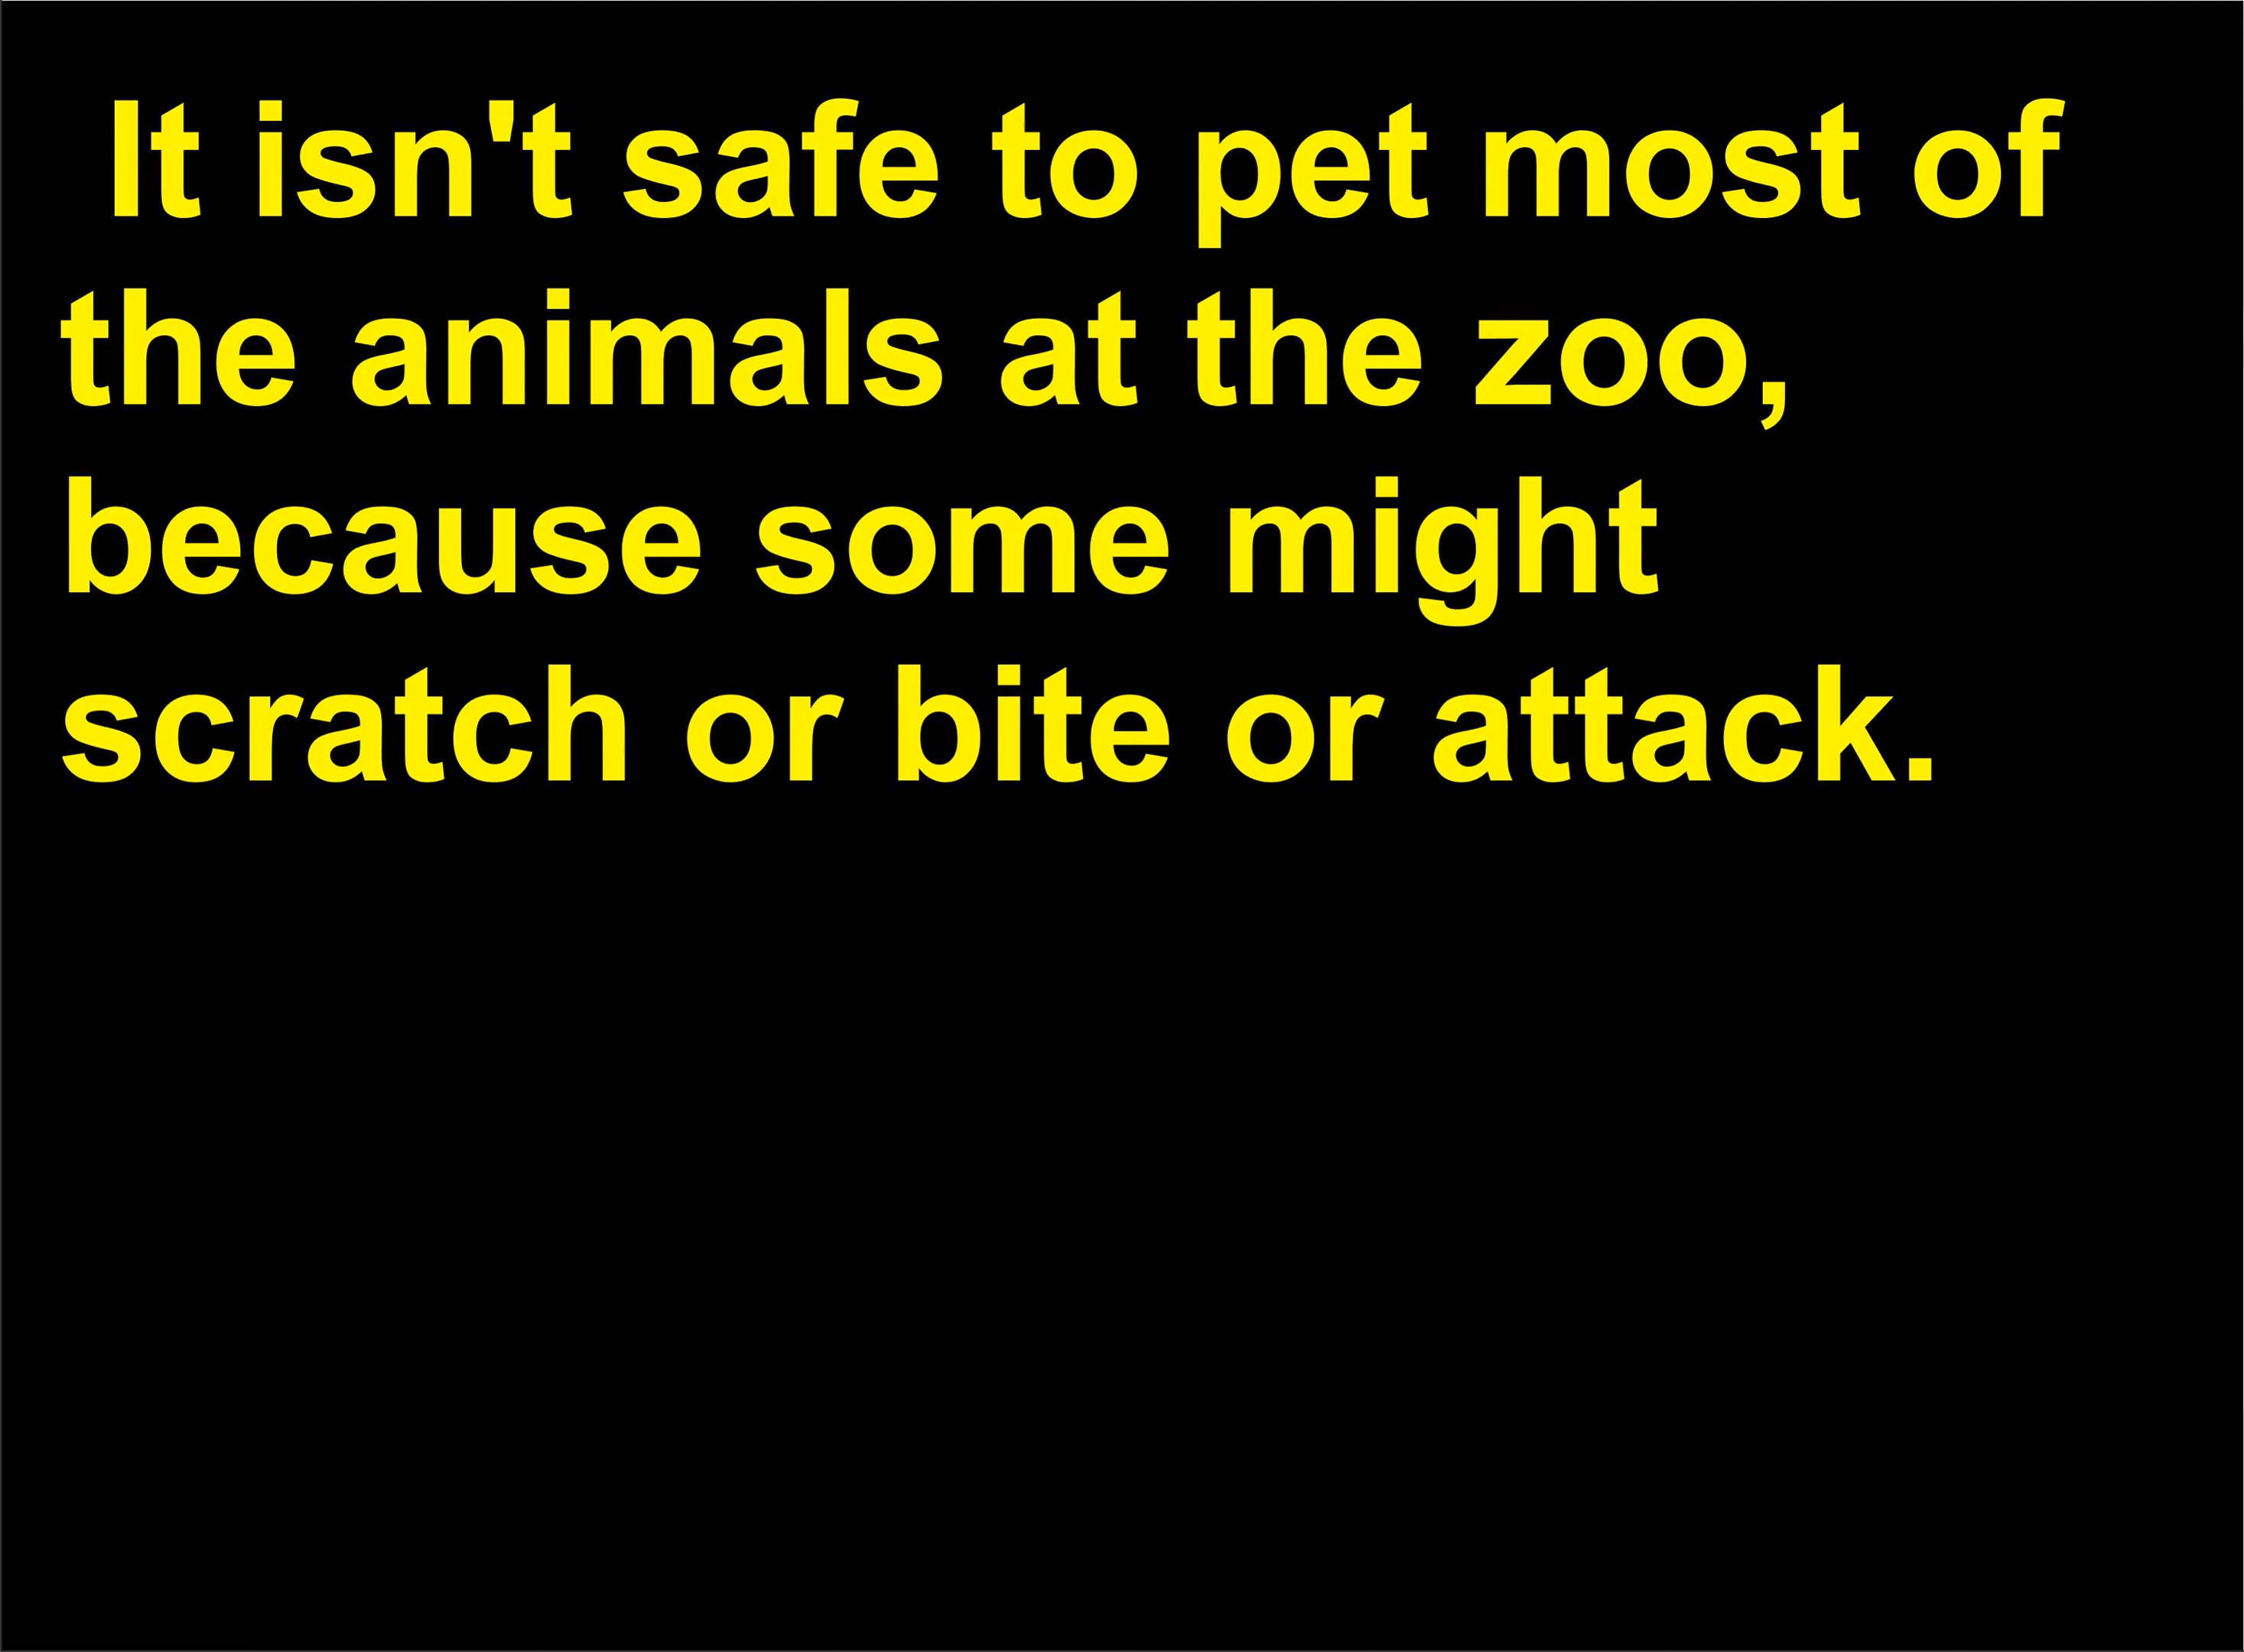 It isn't safe to pet most of
the animals at the zoo,
because some might
scratch or bite or attack.